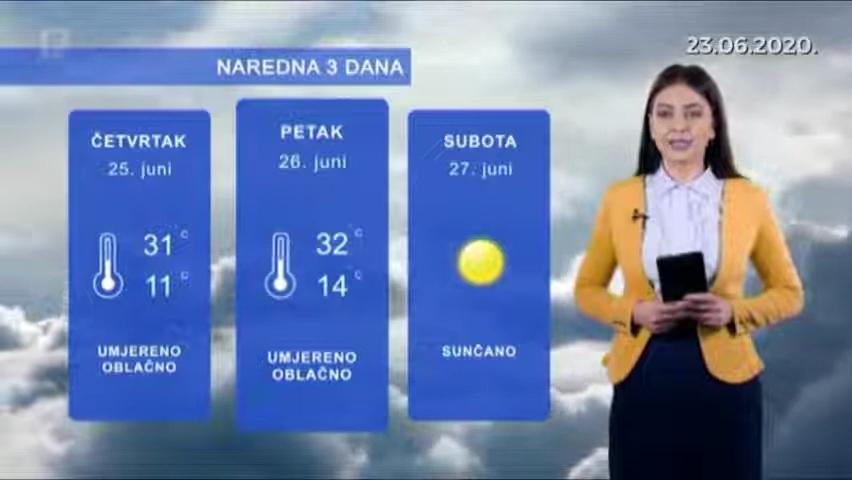 23.06.2020.
NAREDNA 3 DANA
ČETVRTAK
25. juni
31 c
11 c
UMJERENO
OBLAČNO
PETAK
26. juni
32 c
14 c
UMJERENO
OBLAČNO
SUBOTA
27. juni
SUNČANO